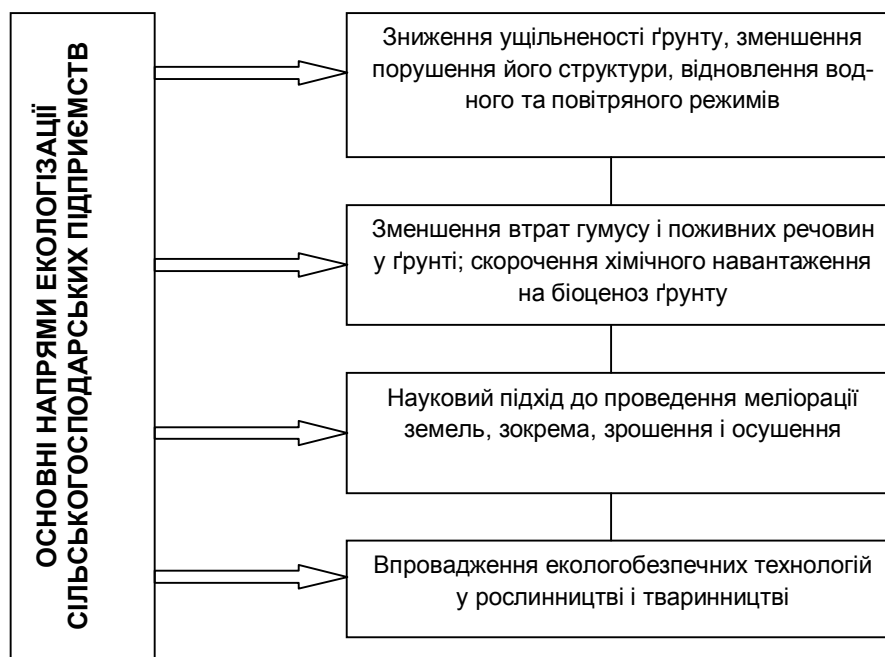 ОСНОВНІ НАПРЯМИ ЕКОЛОГІЗАЦІЇ
СІЛЬСЬКОГОСПОДАРСЬКИХ ПІДПРИЄМСТВ
Зниження ущільненості ґрунту, зменшення
порушення його структури, відновлення вод-
ного та повітряного режимів
Зменшення втрат гумусу і поживних речовин
у ґрунті; скорочення хімічного навантаження
на біоценоз ґрунту
Науковий підхід до проведення меліорації
земель, зокрема, зрошення і осушення
Впровадження екологобезпечних технологій
у рослинництві і тваринництві